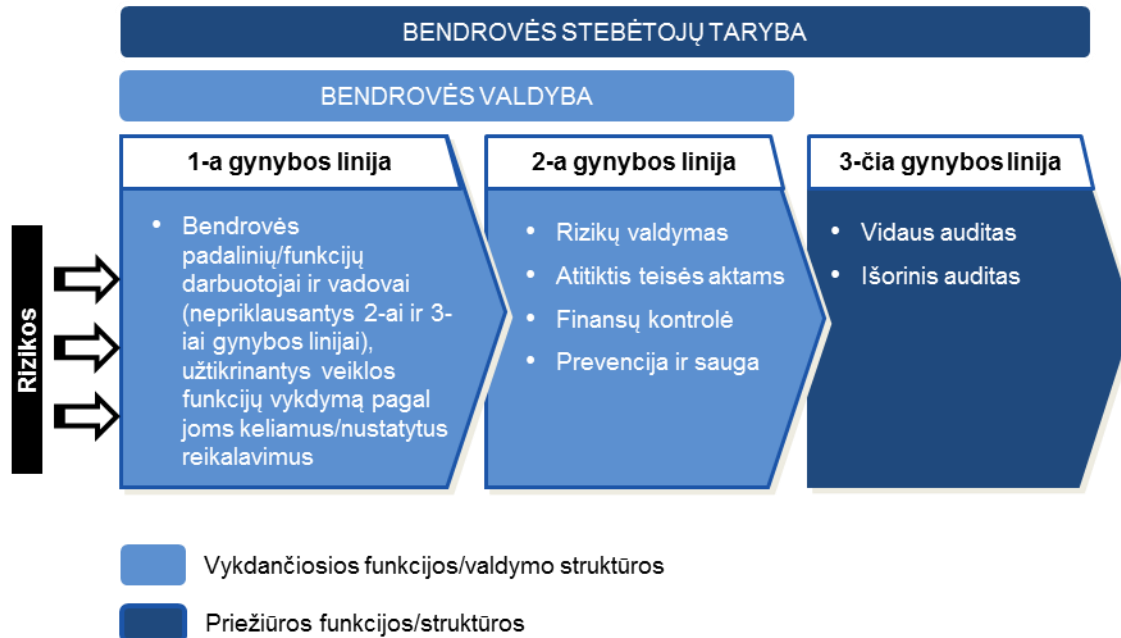 BENDROVĖS STEBĖTOJŲ TARYBA
BENDROVĖS VALDYBA
1-a gynybos linija
2-a gynybos linija
3-čia gynybos linija
Rizikos
• Bendrovės
padalinių/funkcijų
darbuotojai ir vadovai
(nepriklausantys 2-ai ir 3-
iai gynybos linijai),
užtikrinantys veiklos
funkcijų vykdymą pagal
joms keliamus/nustatytus
reikalavimus
• Rizikų valdymas
• Atitiktis teisės aktams
• Finansų kontrolė
• Prevencija ir sauga
• Vidaus auditas
• Išorinis auditas
Vykdančiosios funkcijos/valdymo struktūros
Priežiūros funkcijos/struktūros